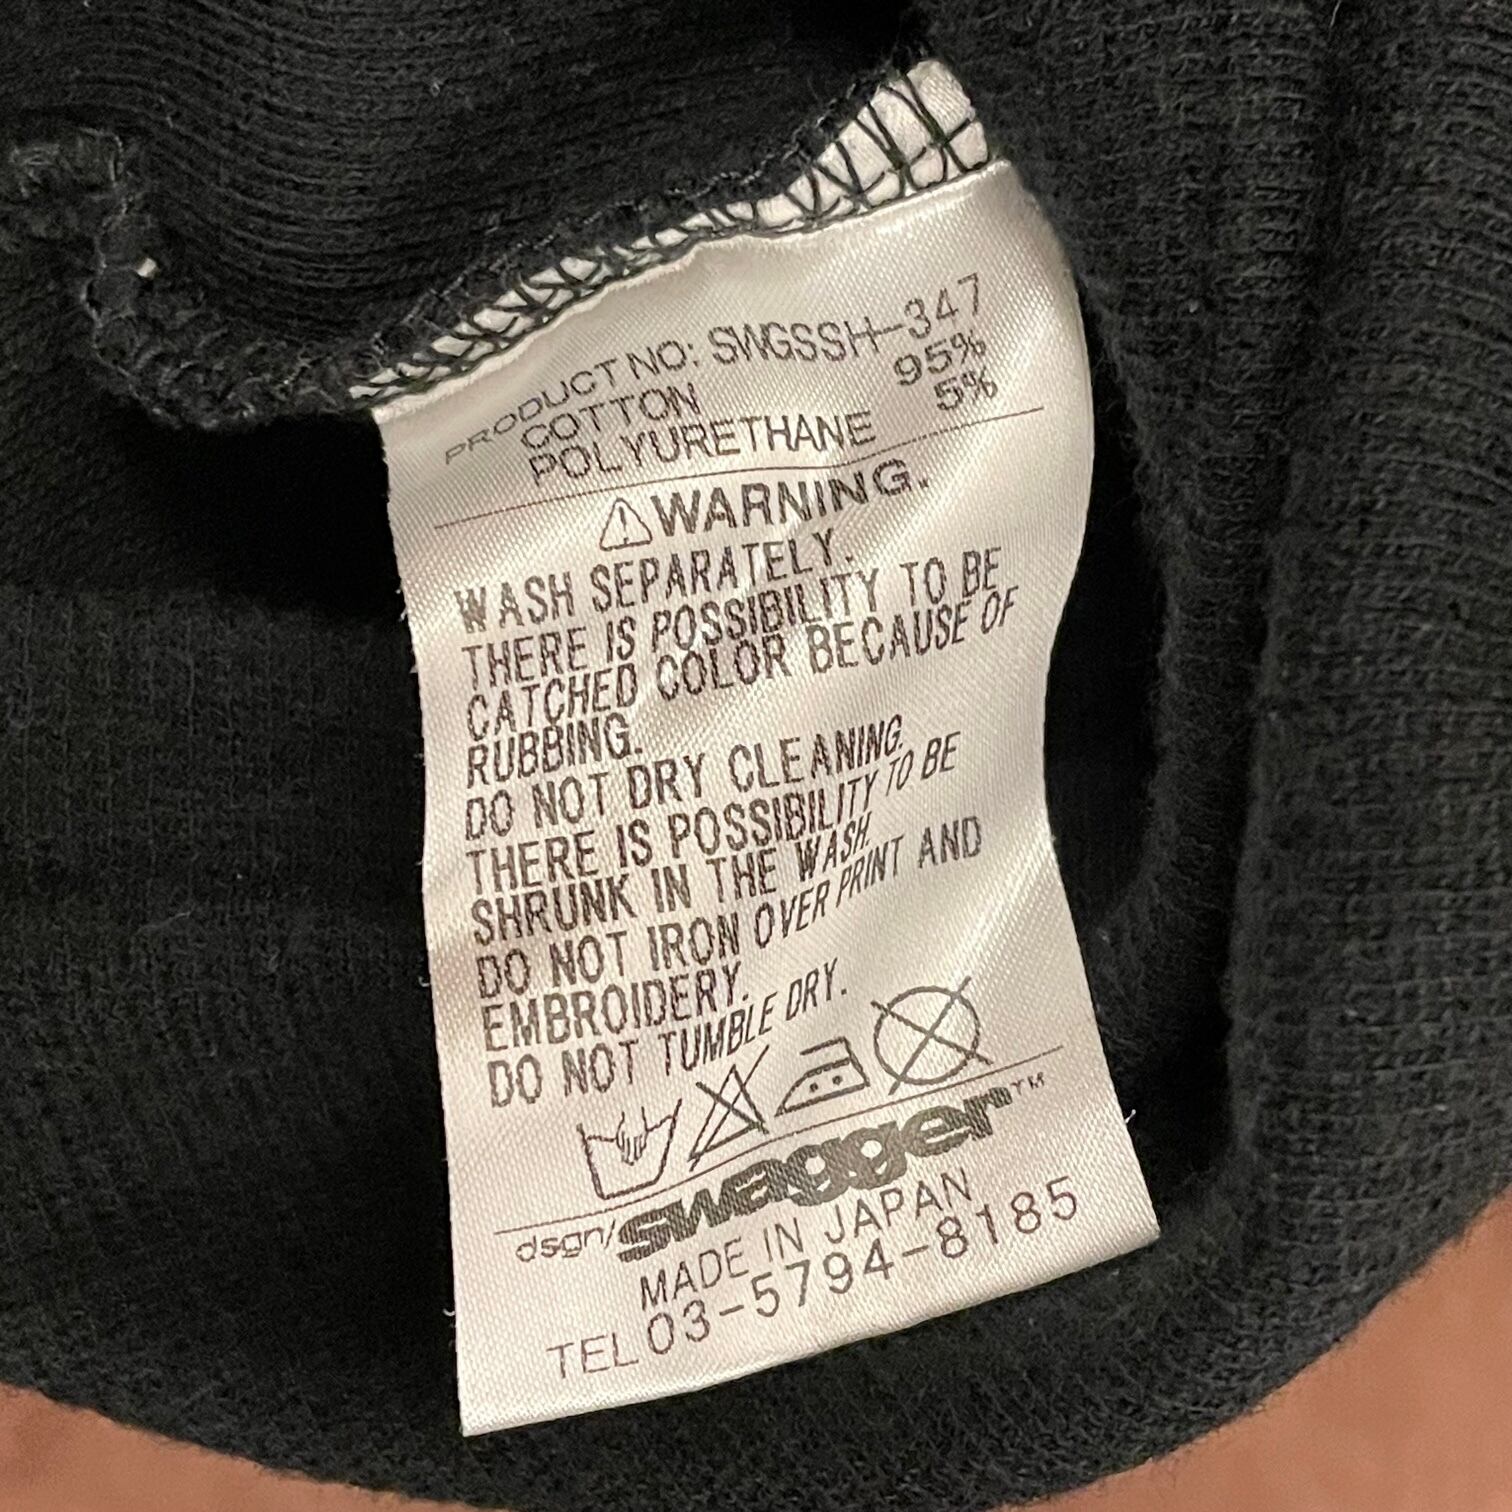 PRODUCT NO: SWGSSH-347
COTTON 95%
POLYURETHANE 5%
WARNING.
WASH SEPARATELY.
THERE IS POSSIBILITY TO BE
CATCHED COLOR BECAUSE OF
RUBBING.
DO NOT DRY CLEANING.
THERE IS POSSIBILITY TO BE
SHRUNK IN THE WASH.
DO NOT IRON OVER PRINT AND
EMBROIDERY.
DO NOT TUMBLE DRY.
dsgn/swagger™
MADE IN JAPAN
TEL 03-5794-8185